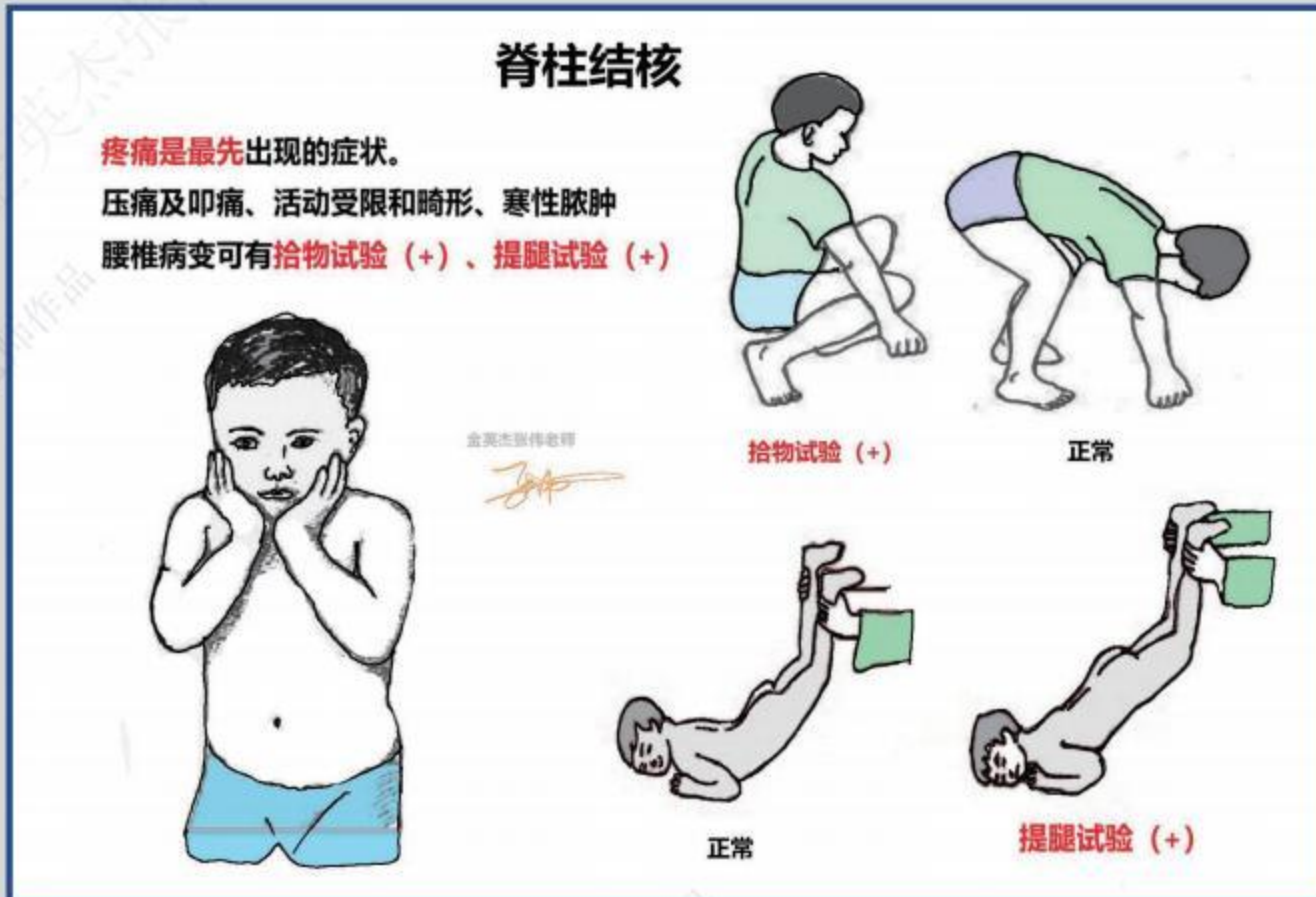 脊柱结核
疼痛是最先出现的症状。
压痛及叩痛、活动受限和畸形、寒性脓肿
腰椎病变可有拾物试验（+）、提腿试验（+）
金英杰张伟老师
拾物试验（+）
正常
正常
提腿试验（+）